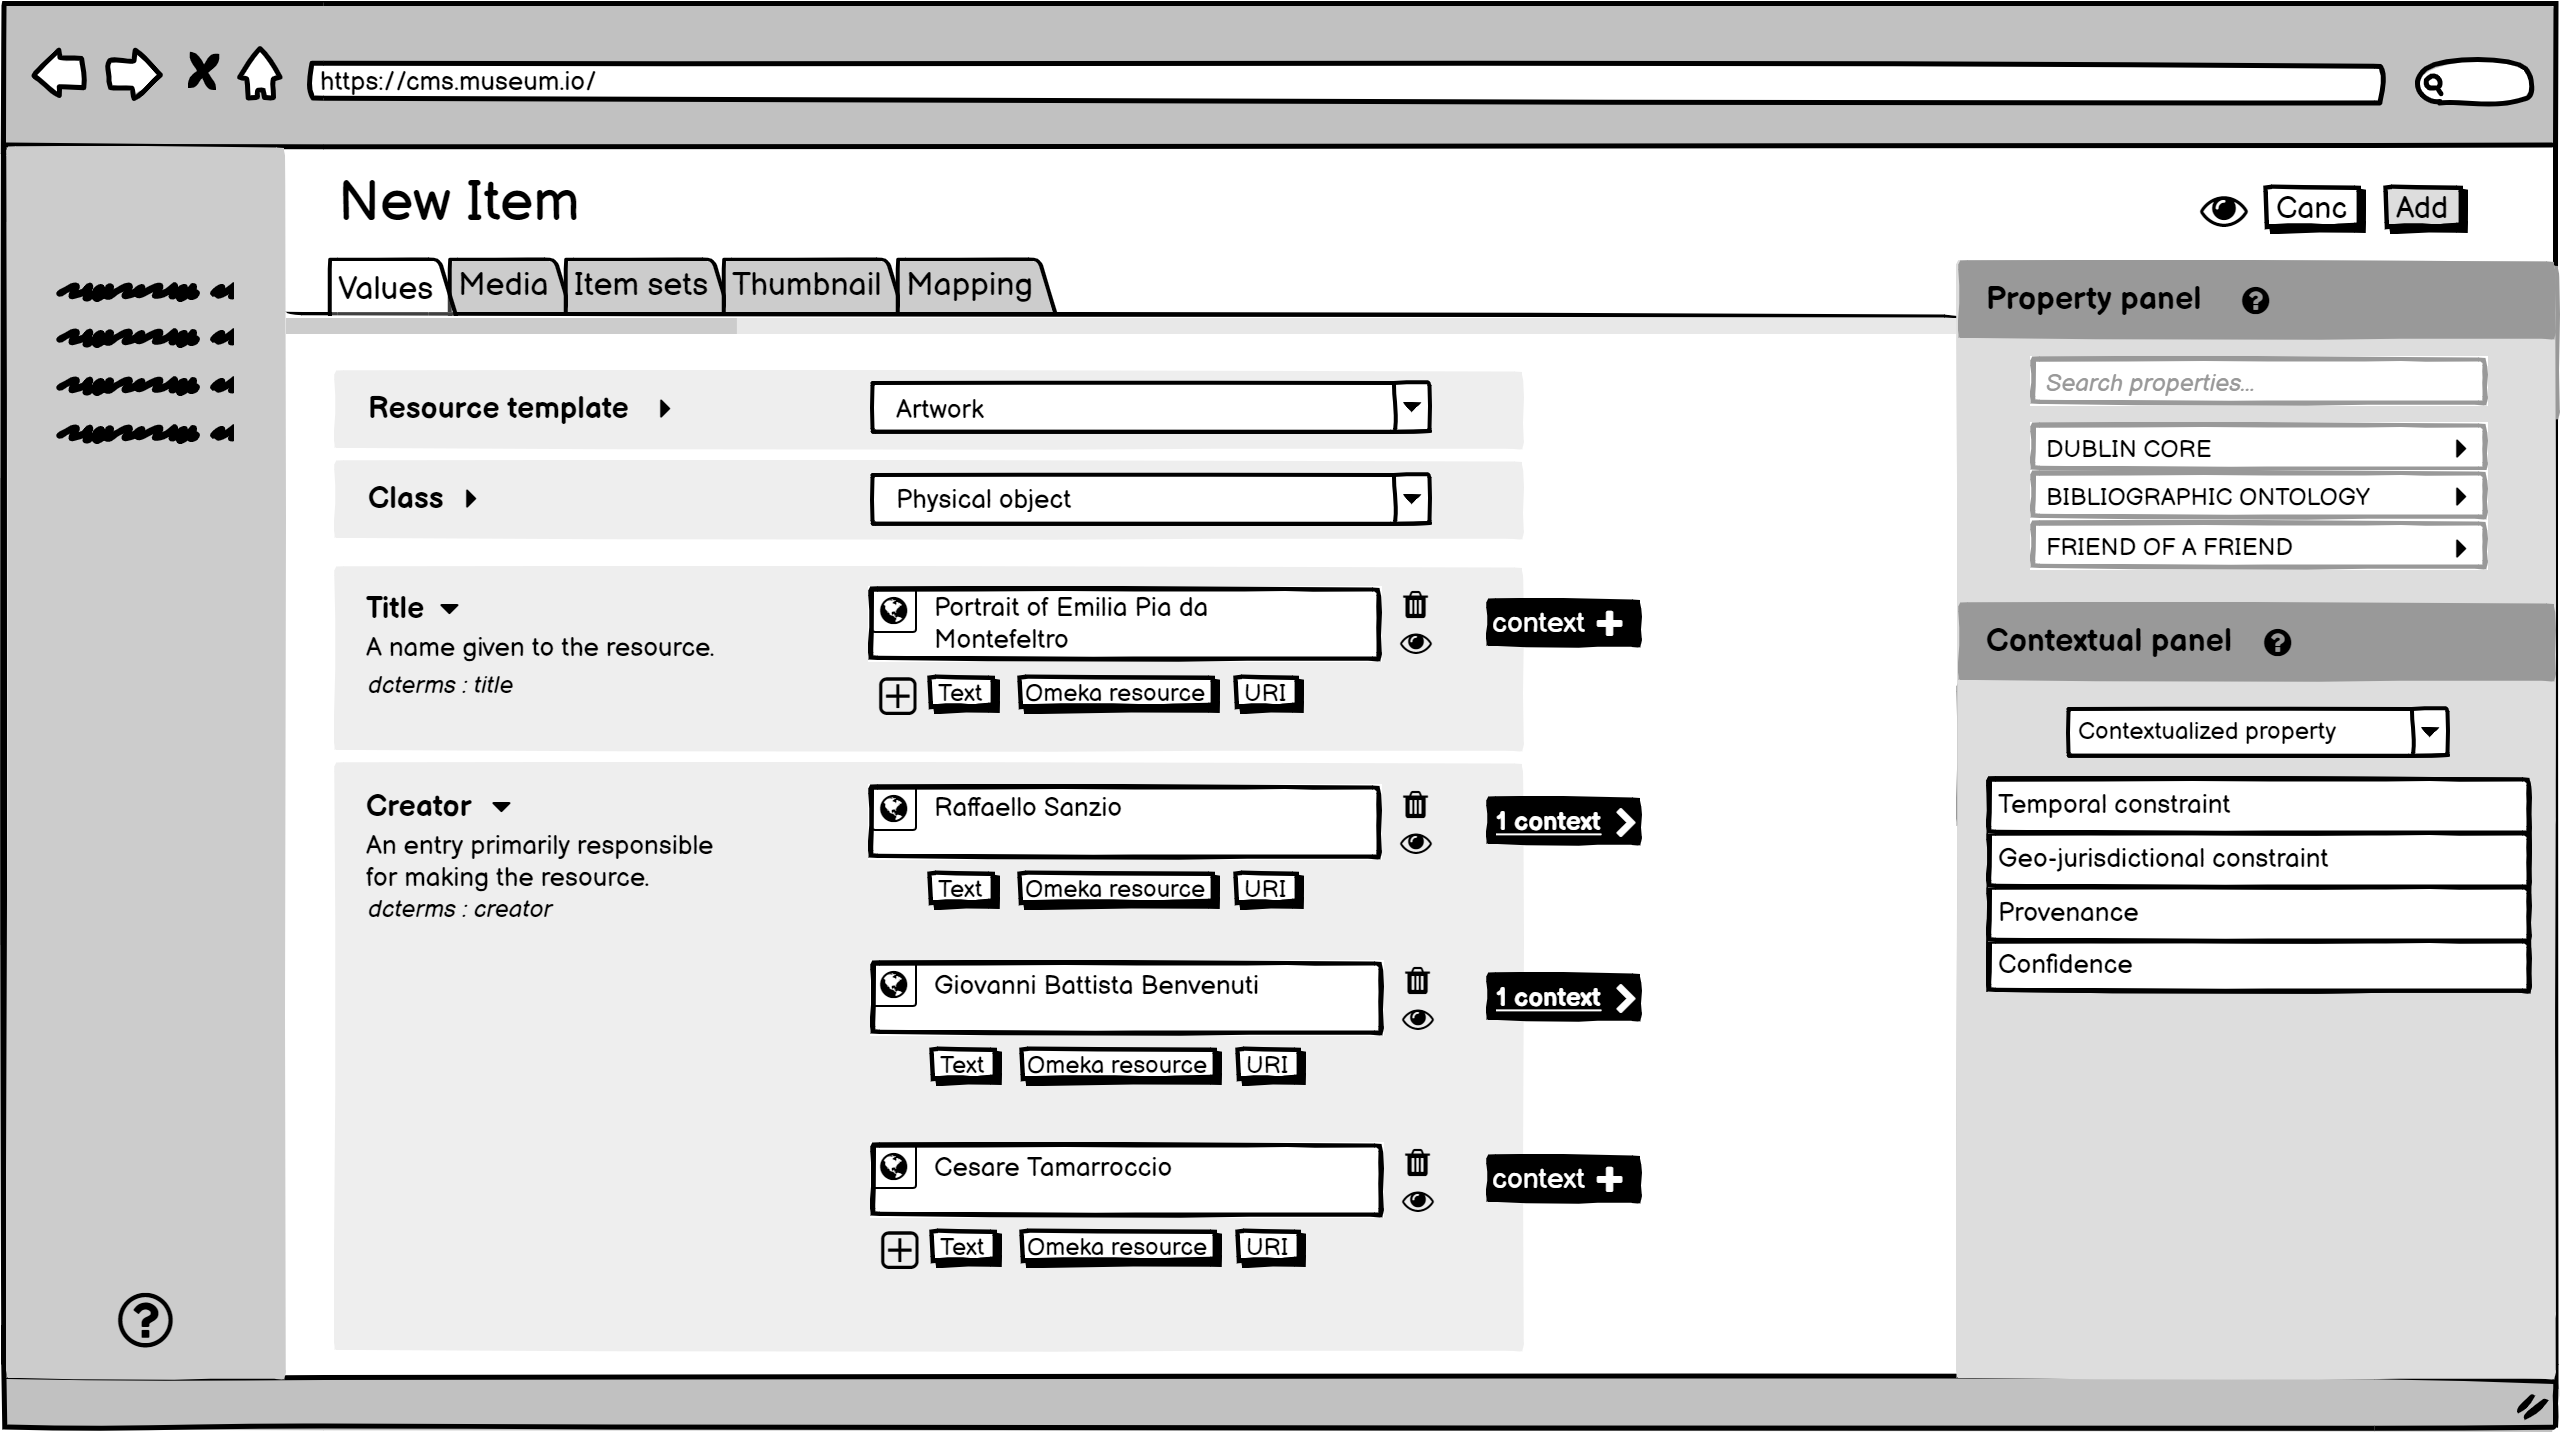 https://cms.museum.io/
New Item
Canc
Add
Values
Media
Item sets
Thumbnail
Mapping
Resource template
Artwork
Class
Physical object
Title
A name given to the resource.
dcterms : title
Portrait of Emilia Pia da
Montefeltro
context
Text
Omeka resource
URI
Creator
An entry primarily responsible
for making the resource.
dcterms : creator
Raffaello Sanzio
1 context
Text
Omeka resource
URI
Giovanni Battista Benvenuti
1 context
Text
Omeka resource
URI
Cesare Tamarroccio
context
Text
Omeka resource
URI
Property panel
Search properties...
DUBLIN CORE
BIBLIOGRAPHIC ONTOLOGY
FRIEND OF A FRIEND
Contextual panel
Contextualized property
Temporal constraint
Geo-jurisdictional constraint
Provenance
Confidence